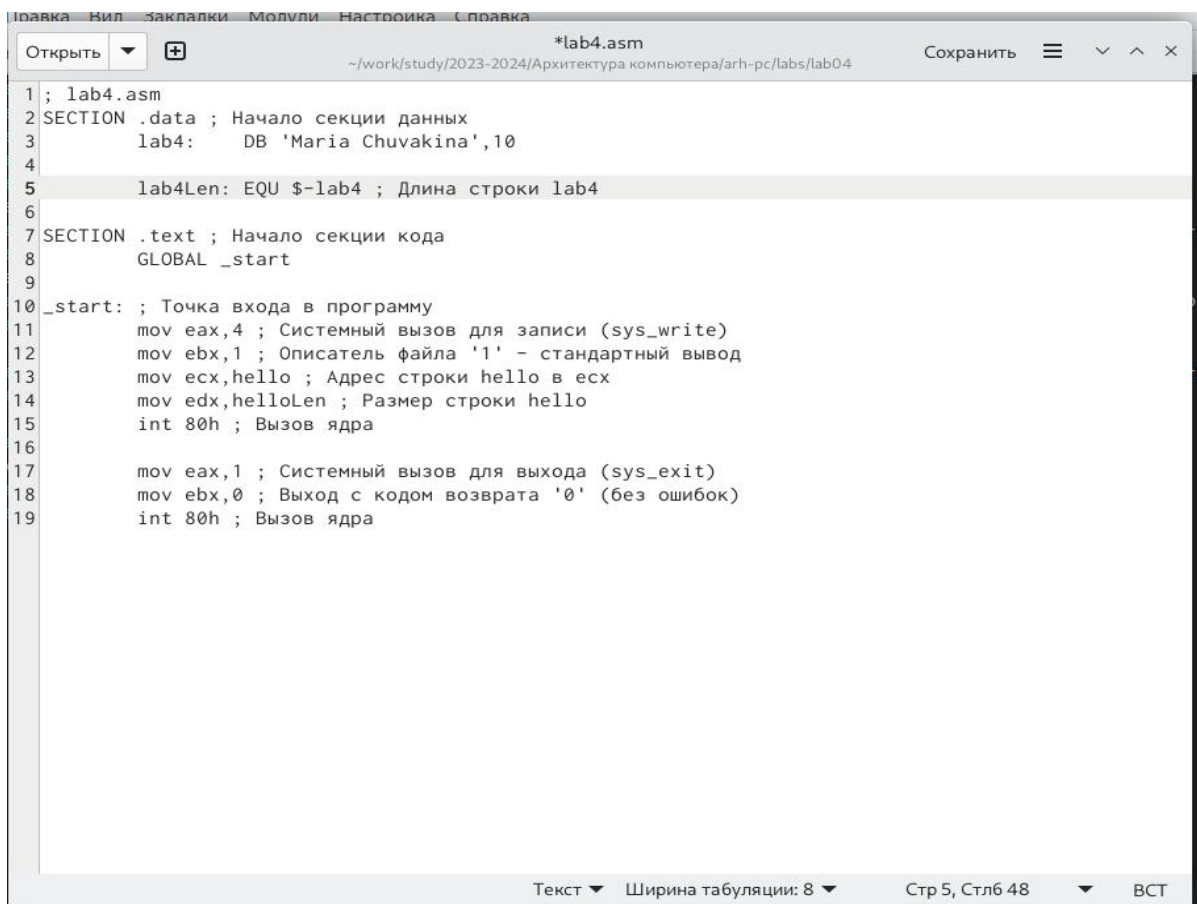 Правка Вид Закладки Модули Настройка Справка
Открыть
*lab4.asm
~/work/study/2023-2024/Архитектура компьютера/arh-pc/labs/lab04
Сохранить
1 ; lab4.asm
2 SECTION .data ; Начало секции данных
3 lab4: DB 'Maria Chuvakina',10
4
5 lab4Len: EQU $-lab4 ; Длина строки lab4
6
7 SECTION .text ; Начало секции кода
8 GLOBAL _start
9
10 _start: ; Точка входа в программу
11 mov eax,4 ; Системный вызов для записи (sys_write)
12 mov ebx,1 ; Описатель файла '1' - стандартный вывод
13 mov ecx,hello ; Адрес строки hello в ecx
14 mov edx,helloLen ; Размер строки hello
15 int 80h ; Вызов ядра
16
17 mov eax,1 ; Системный вызов для выхода (sys_exit)
18 mov ebx,0 ; Выход с кодом возврата '0' (без ошибок)
19 int 80h ; Вызов ядра
Текст Ширина табуляции: 8 Стр 5, Стлб 48 ВСТ